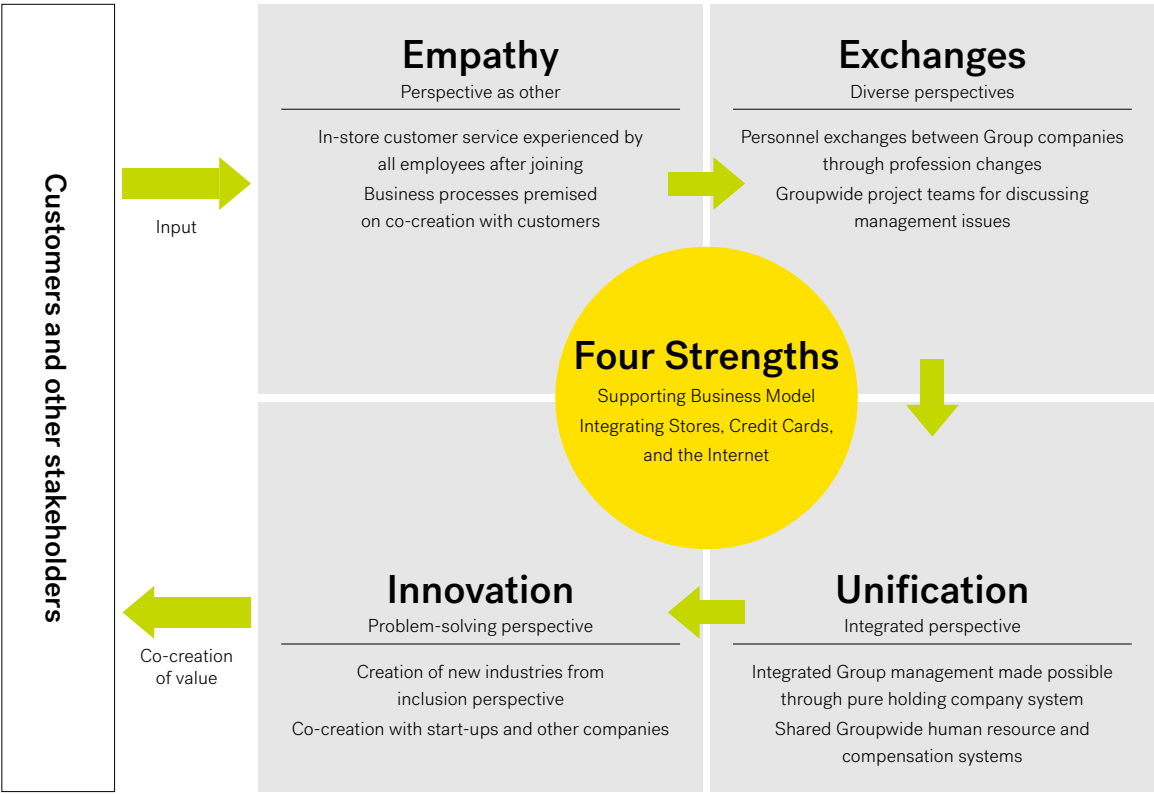 Customers and other stakeholders
Input
Empathy
Perspective as other
In-store customer service experienced by
all employees after joining
Business processes premised
on co-creation with customers
Exchanges
Diverse perspectives
Personnel exchanges between Group companies
through profession changes
Groupwide project teams for discussing
management issues
Four Strengths
Supporting Business Model
Integrating Stores, Credit Cards,
and the Internet
Unification
Integrated perspective
Integrated Group management made possible
through pure holding company system
Shared Groupwide human resource and
compensation systems
Innovation
Problem-solving perspective
Creation of new industries from
inclusion perspective
Co-creation with start-ups and other companies
Co-creation
of value